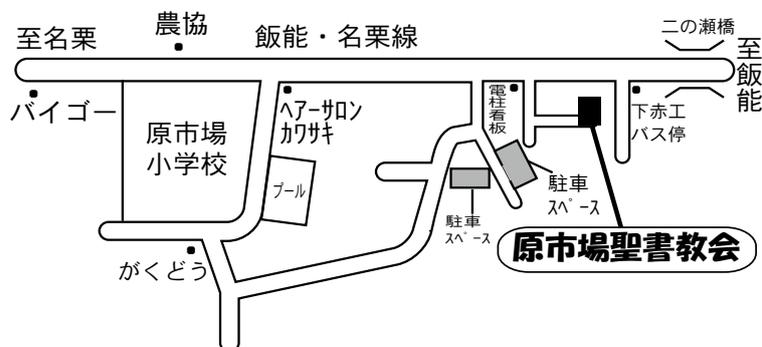 農協
至名栗
飯能・名栗線
二の瀬橋
至飯能
バイゴー
ﾍｱｰｻﾛﾝ
ｶﾜｻｷ
電柱看板
下赤工
バス停
原市場
小学校
ﾌﾟｰﾙ
駐車
ｽﾍﾟｰｽ
駐車
ｽﾍﾟｰｽ
原市場聖書教会
がくどう